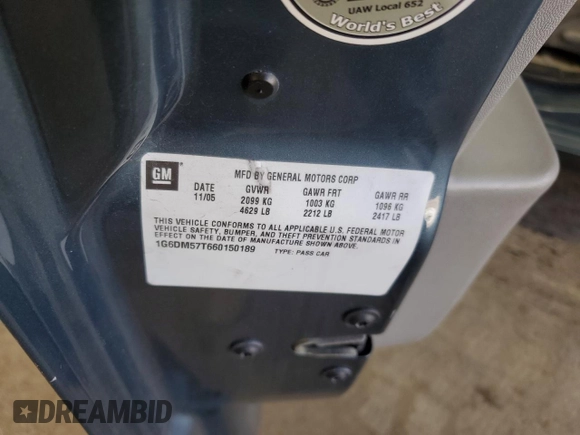 UAW Local 652
World's Best
GM
MFD BY GENERAL MOTORS CORP
DATE GVWR GAWR FRT GAWR RR
11/05 2099 KG 1003 KG 1096 KG
4629 LB 2212 LB 2417 LB
THIS VEHICLE CONFORMS TO ALL APPLICABLE U.S. FEDERAL MOTOR
VEHICLE SAFETY, BUMPER, AND THEFT PREVENTION STANDARDS IN
EFFECT ON THE DATE OF MANUFACTURE SHOWN ABOVE.
1G6DM57T660150189 TYPE: PASS CAR
DREAMBID